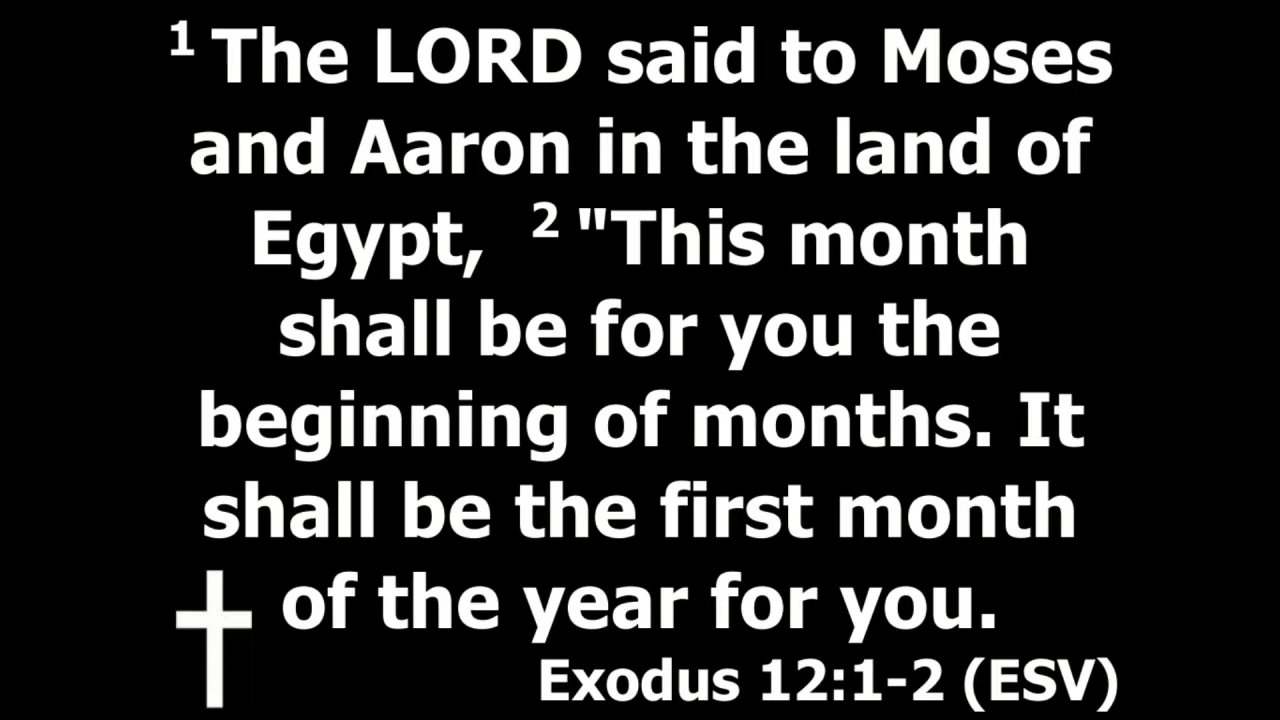 1 The LORD said to Moses
and Aaron in the land of
Egypt, 2 "This month
shall be for you the
beginning of months. It
shall be the first month
of the year for you.
Exodus 12:1-2 (ESV)